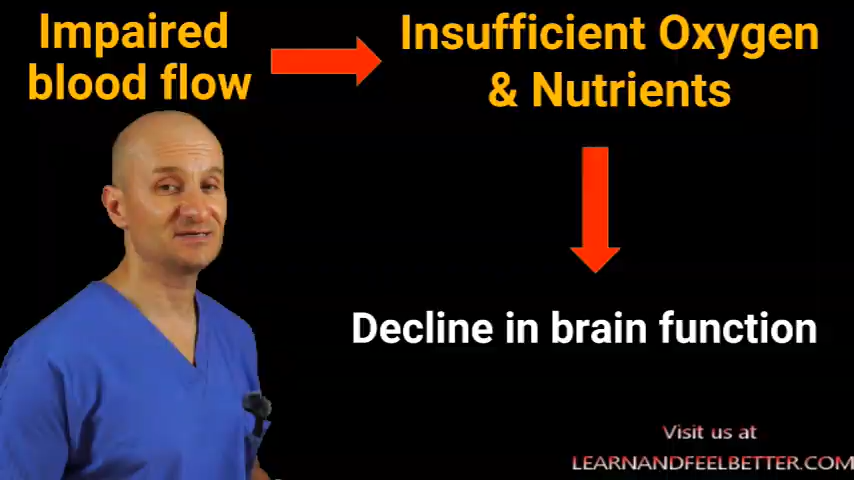 Impaired
blood flow
Insufficient Oxygen
& Nutrients
Decline in brain function
Visit us at
LEARNANDFEELBETTER.COM